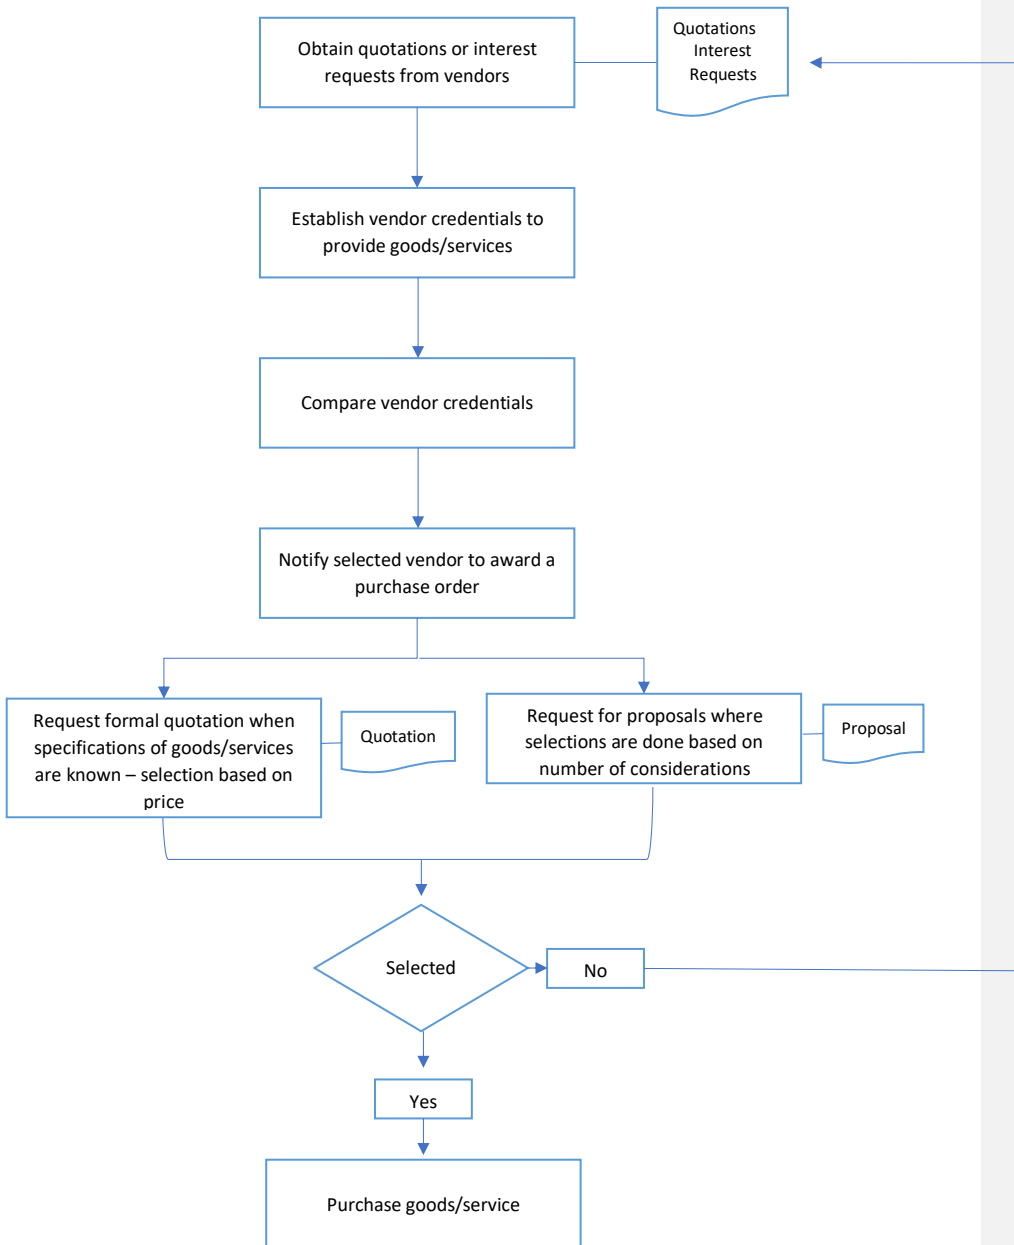 Obtain quotations or interest
requests from vendors
Quotations
Interest
Requests
Establish vendor credentials to
provide goods/services
Compare vendor credentials
Notify selected vendor to award a
purchase order
Request formal quotation when
specifications of goods/services
are known – selection based on
price
Quotation
Request for proposals where
selections are done based on
number of considerations
Proposal
Selected
No
Yes
Purchase goods/service